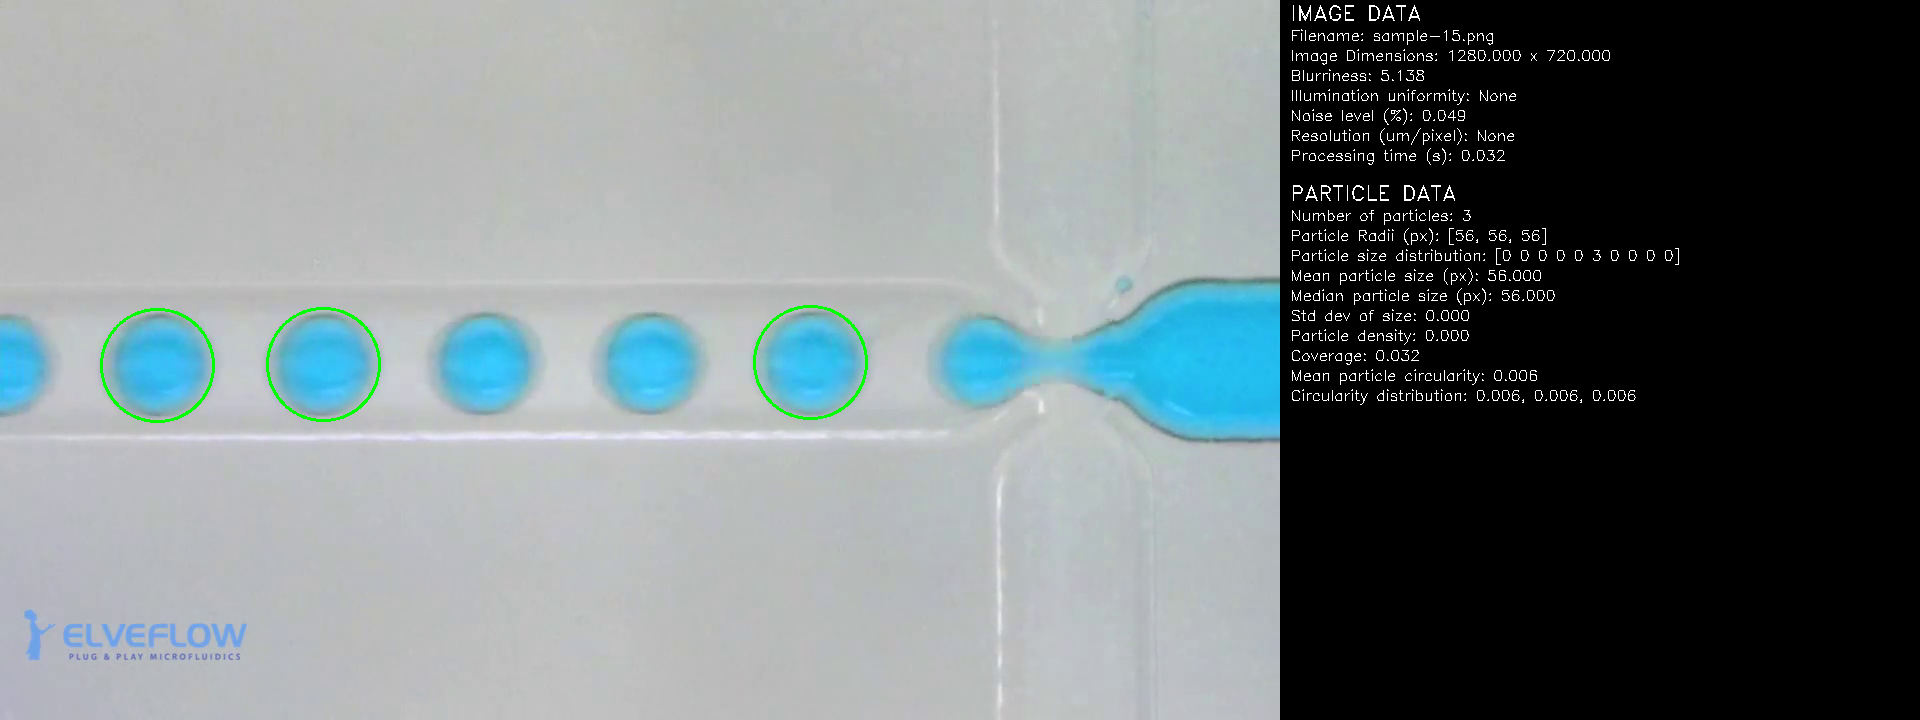 IMAGE DATA
Filename: sample-15.png
Image Dimensions: 1280.000 x 720.000
Blurriness: 5.138
Illumination uniformity: None
Noise level (%): 0.049
Resolution (um/pixel): None
Processing time (s): 0.032
PARTICLE DATA
Number of particles: 3
Particle Radii (px): [56, 56, 56]
Particle size distribution: [0 0 0 0 0 3 0 0 0 0]
Mean particle size (px): 56.000
Median particle size (px): 56.000
Std dev of size: 0.000
Particle density: 0.000
Coverage: 0.032
Mean particle circularity: 0.006
Circularity distribution: 0.006, 0.006, 0.006
ELVEFLOW
PLUG & PLAY MICROFLUIDICS